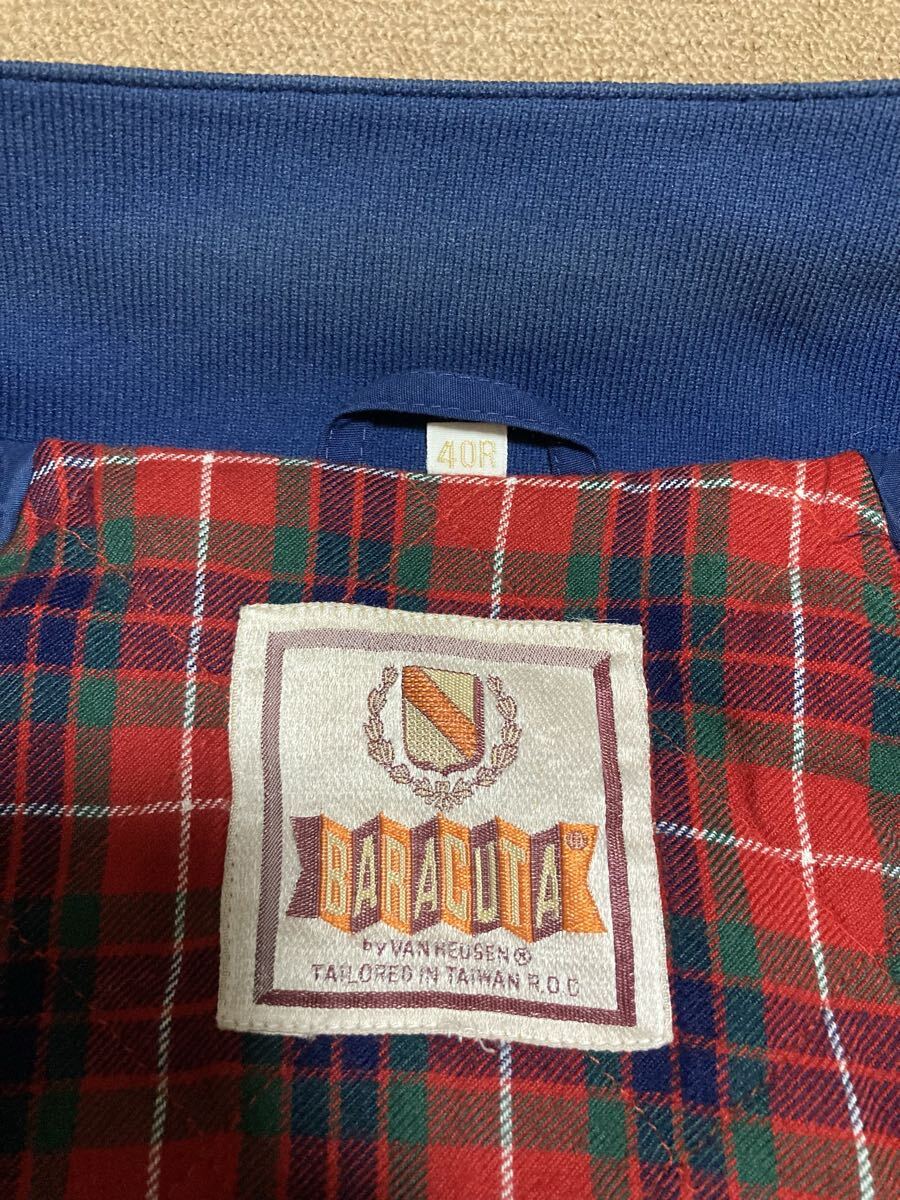 40R
BARACUTA®
by VAN HEUSEN®
TAILORED IN TAIWAN R.O.C